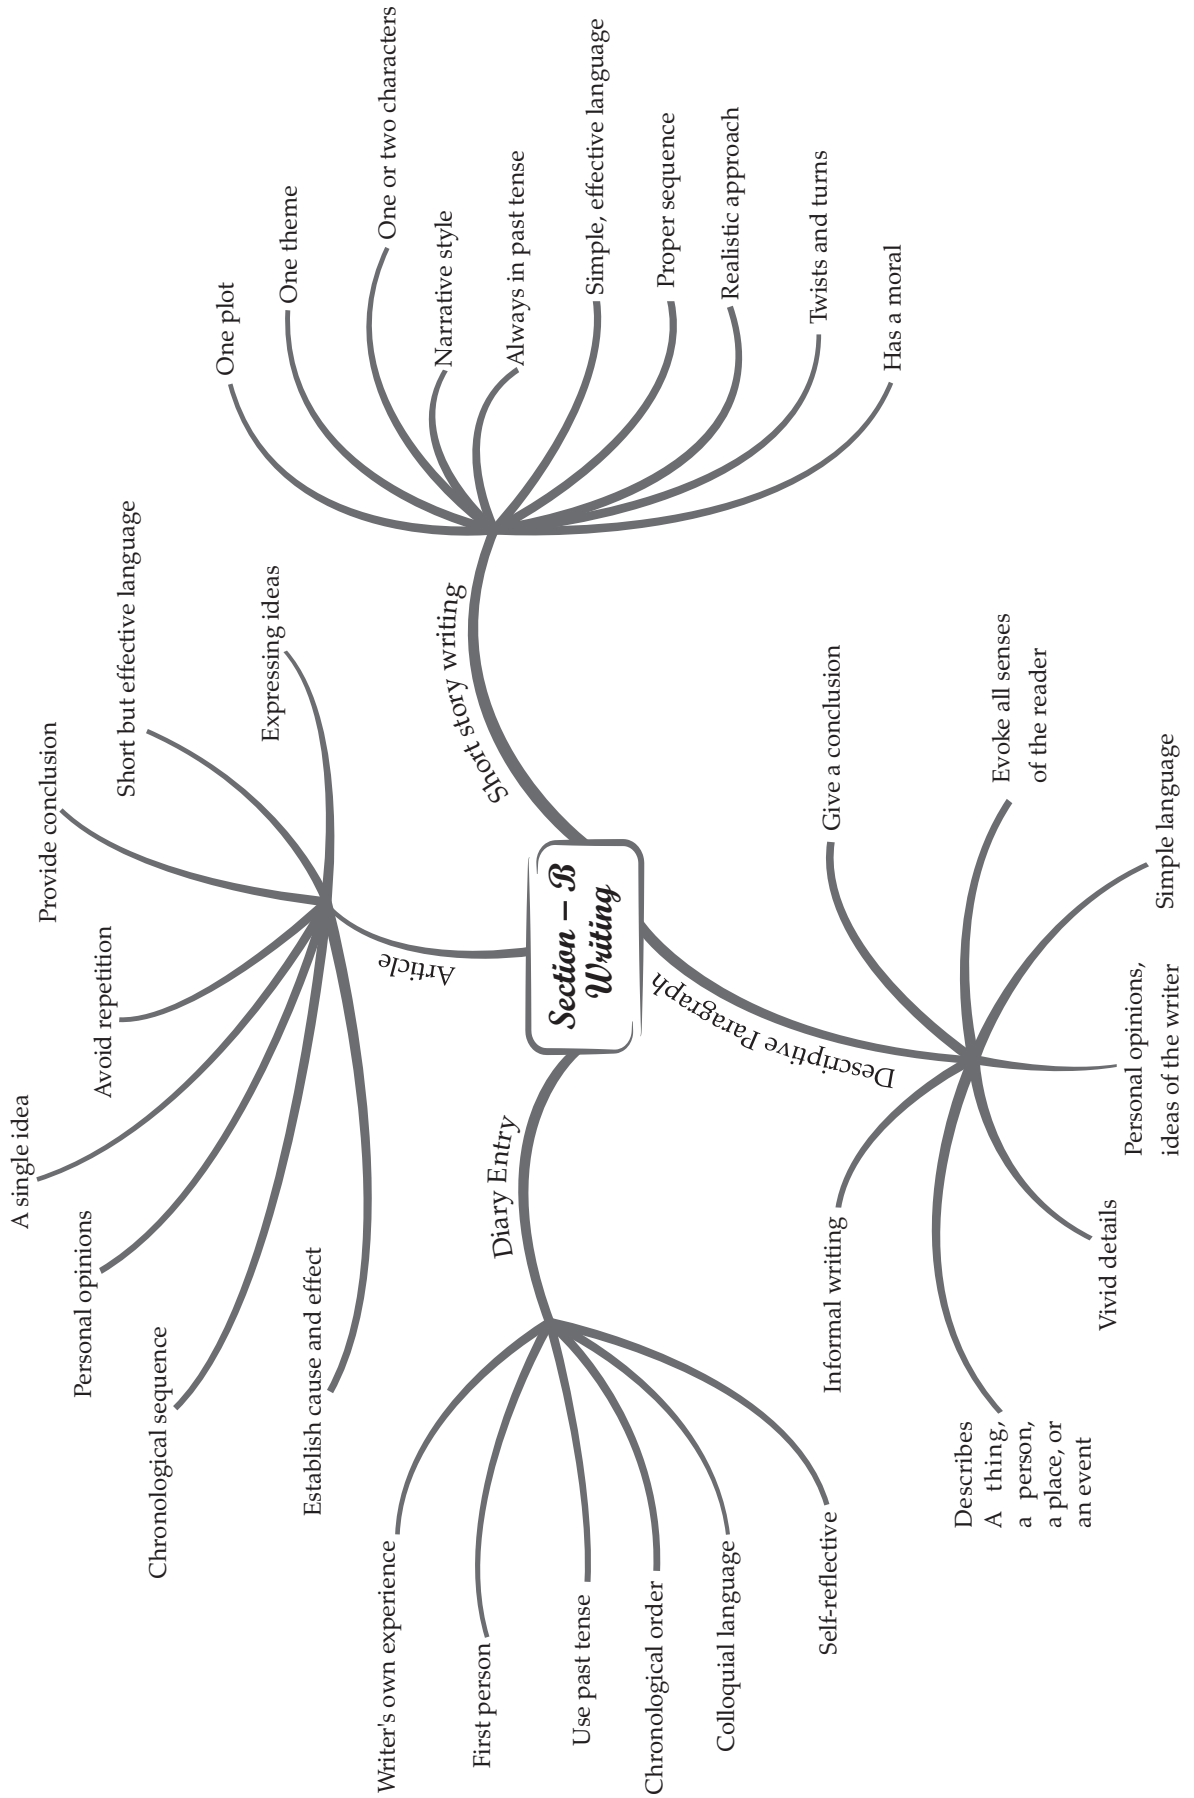 Section – B
Writing
Short story writing
One plot
One theme
One or two characters
Narrative style
Always in past tense
Simple, effective language
Proper sequence
Realistic approach
Twists and turns
Has a moral
Article
Expressing ideas
Short but effective language
Provide conclusion
Avoid repetition
A single idea
Personal opinions
Chronological sequence
Establish cause and effect
Diary Entry
Writer's own experience
First person
Use past tense
Chronological order
Colloquial language
Self-reflective
Descriptive Paragraph
Give a conclusion
Evoke all senses
of the reader
Simple language
Personal opinions,
ideas of the writer
Vivid details
Describes
A thing,
a person,
a place, or
an event
Informal writing